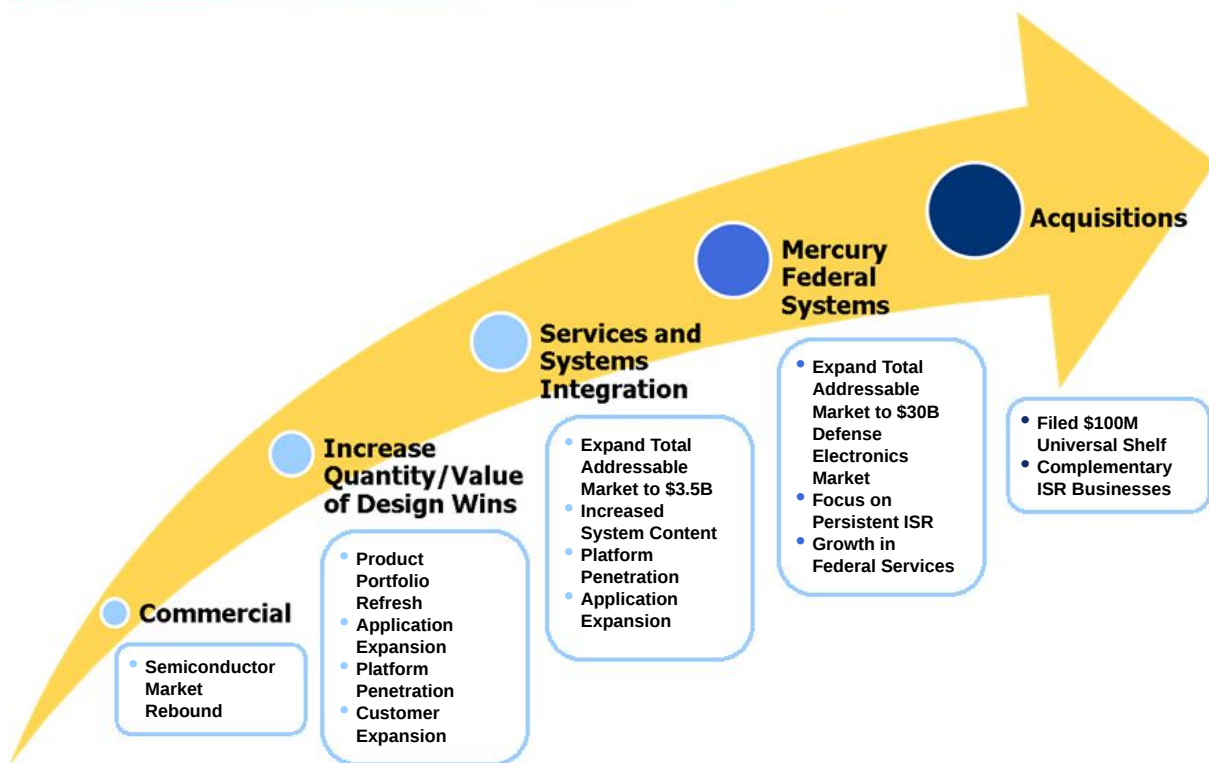 Commercial
Semiconductor
Market
Rebound
Increase
Quantity/Value
of Design Wins
Product
Portfolio
Refresh
Application
Expansion
Platform
Penetration
Customer
Expansion
Services and
Systems
Integration
Expand Total
Addressable
Market to $3.5B
Increased
System Content
Platform
Penetration
Application
Expansion
Mercury
Federal
Systems
Expand Total
Addressable
Market to $30B
Defense
Electronics
Market
Focus on
Persistent ISR
Growth in
Federal Services
Acquisitions
Filed $100M
Universal Shelf
Complementary
ISR Businesses